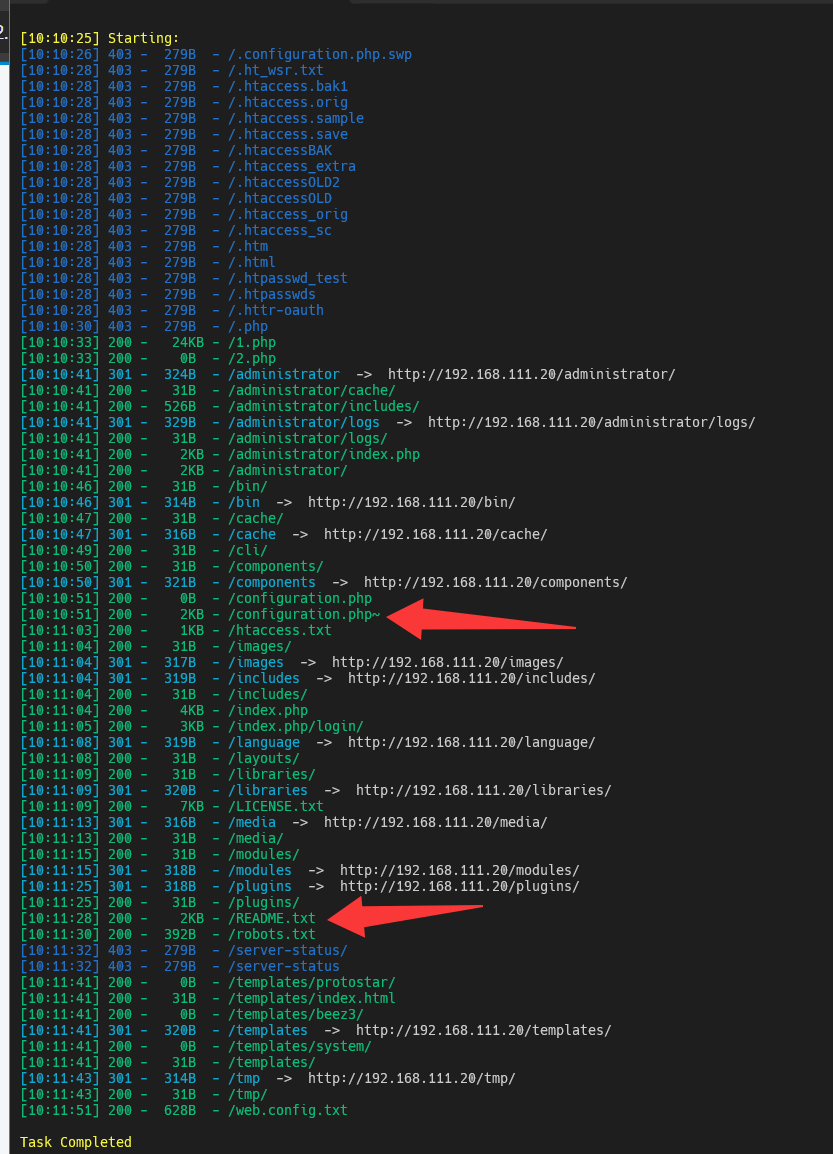 [10:10:25] Starting:
[10:10:26] 403 -  279B  - /.configuration.php.swp
[10:10:28] 403 -  279B  - /.ht_wsr.txt
[10:10:28] 403 -  279B  - /.htaccess.bak1
[10:10:28] 403 -  279B  - /.htaccess.orig
[10:10:28] 403 -  279B  - /.htaccess.sample
[10:10:28] 403 -  279B  - /.htaccess.save
[10:10:28] 403 -  279B  - /.htaccessBAK
[10:10:28] 403 -  279B  - /.htaccess_extra
[10:10:28] 403 -  279B  - /.htaccessOLD2
[10:10:28] 403 -  279B  - /.htaccessOLD
[10:10:28] 403 -  279B  - /.htaccess_orig
[10:10:28] 403 -  279B  - /.htaccess_sc
[10:10:28] 403 -  279B  - /.htm
[10:10:28] 403 -  279B  - /.html
[10:10:28] 403 -  279B  - /.htpasswd_test
[10:10:28] 403 -  279B  - /.htpasswds
[10:10:28] 403 -  279B  - /.httr-oauth
[10:10:30] 403 -  279B  - /.php
[10:10:33] 200 -   24KB - /1.php
[10:10:33] 200 -    0B  - /2.php
[10:10:41] 301 -  324B  - /administrator  ->  http://192.168.111.20/administrator/
[10:10:41] 200 -   31B  - /administrator/cache/
[10:10:41] 200 -  526B  - /administrator/includes/
[10:10:41] 301 -  329B  - /administrator/logs  ->  http://192.168.111.20/administrator/logs/
[10:10:41] 200 -   31B  - /administrator/logs/
[10:10:41] 200 -    2KB - /administrator/index.php
[10:10:41] 200 -    2KB - /administrator/
[10:10:46] 200 -   31B  - /bin/
[10:10:46] 301 -  314B  - /bin  ->  http://192.168.111.20/bin/
[10:10:47] 200 -   31B  - /cache/
[10:10:47] 301 -  316B  - /cache  ->  http://192.168.111.20/cache/
[10:10:49] 200 -   31B  - /cli/
[10:10:50] 200 -   31B  - /components/
[10:10:50] 301 -  321B  - /components  ->  http://192.168.111.20/components/
[10:10:51] 200 -    0B  - /configuration.php
[10:10:51] 200 -    2KB - /configuration.php~
[10:11:03] 200 -    1KB - /htaccess.txt
[10:11:04] 200 -   31B  - /images/
[10:11:04] 301 -  317B  - /images  ->  http://192.168.111.20/images/
[10:11:04] 301 -  319B  - /includes  ->  http://192.168.111.20/includes/
[10:11:04] 200 -   31B  - /includes/
[10:11:04] 200 -    4KB - /index.php
[10:11:05] 200 -    3KB - /index.php/login/
[10:11:08] 301 -  319B  - /language  ->  http://192.168.111.20/language/
[10:11:08] 200 -   31B  - /layouts/
[10:11:09] 200 -   31B  - /libraries/
[10:11:09] 301 -  320B  - /libraries  ->  http://192.168.111.20/libraries/
[10:11:09] 200 -    7KB - /LICENSE.txt
[10:11:13] 301 -  316B  - /media  ->  http://192.168.111.20/media/
[10:11:13] 200 -   31B  - /media/
[10:11:15] 200 -   31B  - /modules/
[10:11:15] 301 -  318B  - /modules  ->  http://192.168.111.20/modules/
[10:11:25] 301 -  318B  - /plugins  ->  http://192.168.111.20/plugins/
[10:11:25] 200 -   31B  - /plugins/
[10:11:28] 200 -    2KB - /README.txt
[10:11:30] 200 -  392B  - /robots.txt
[10:11:32] 403 -  279B  - /server-status/
[10:11:32] 403 -  279B  - /server-status
[10:11:41] 200 -    0B  - /templates/protostar/
[10:11:41] 200 -   31B  - /templates/index.html
[10:11:41] 200 -    0B  - /templates/beez3/
[10:11:41] 301 -  320B  - /templates  ->  http://192.168.111.20/templates/
[10:11:41] 200 -    0B  - /templates/system/
[10:11:41] 200 -   31B  - /templates/
[10:11:43] 301 -  314B  - /tmp  ->  http://192.168.111.20/tmp/
[10:11:43] 200 -   31B  - /tmp/
[10:11:51] 200 -  628B  - /web.config.txt
Task Completed